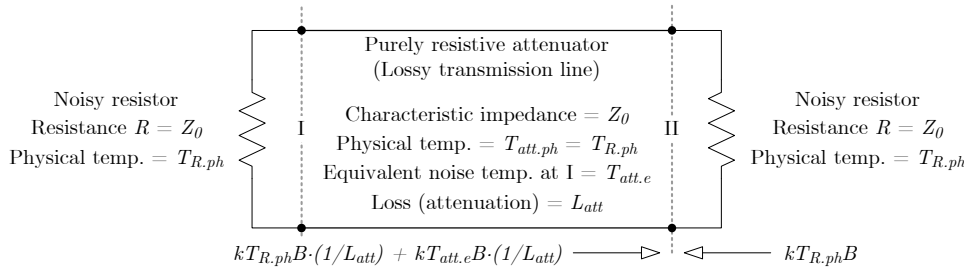 Purely resistive attenuator
(Lossy transmission line)
Noisy resistor
Resistance R = Z0
Physical temp. = TR.ph
I
Characteristic impedance = Z0
Physical temp. = Tatt.ph = TR.ph
Equivalent noise temp. at I = Tatt.e
Loss (attenuation) = Latt
II
Noisy resistor
Resistance R = Z0
Physical temp. = TR.ph
kTR.phB·(1/Latt) + kTatt.eB·(1/Latt)
kTR.phB